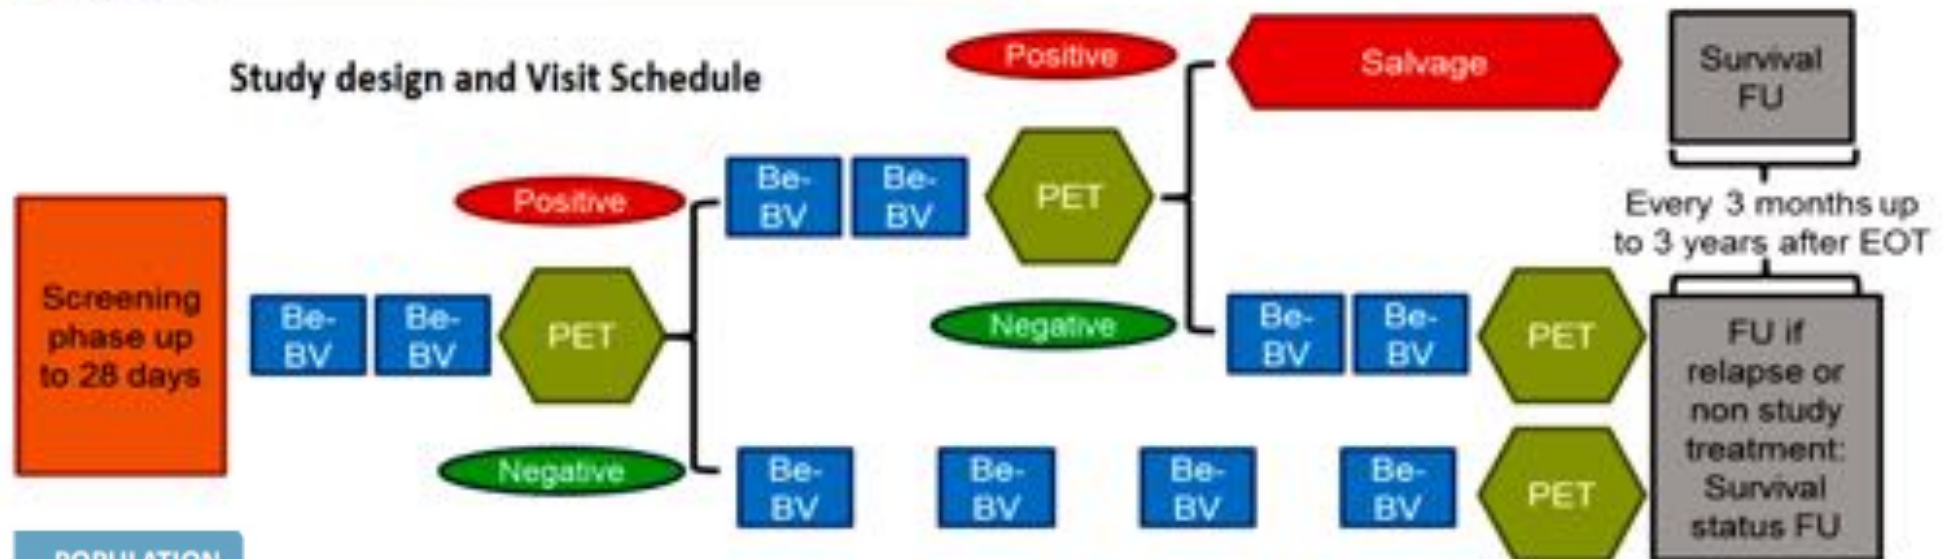 Study design and Visit Schedule
Positive
Salvage
Survival
FU
Positive
Be-
BV
Be-
BV
PET
Every 3 months up
to 3 years after EOT
Screening
phase up
to 28 days
Be-
BV
Be-
BV
PET
Negative
Be-
BV
Be-
BV
PET
FU if
relapse or
non study
treatment:
Survival
status FU
Negative
Be-
BV
Be-
BV
Be-
BV
Be-
BV
PET
POPULATION